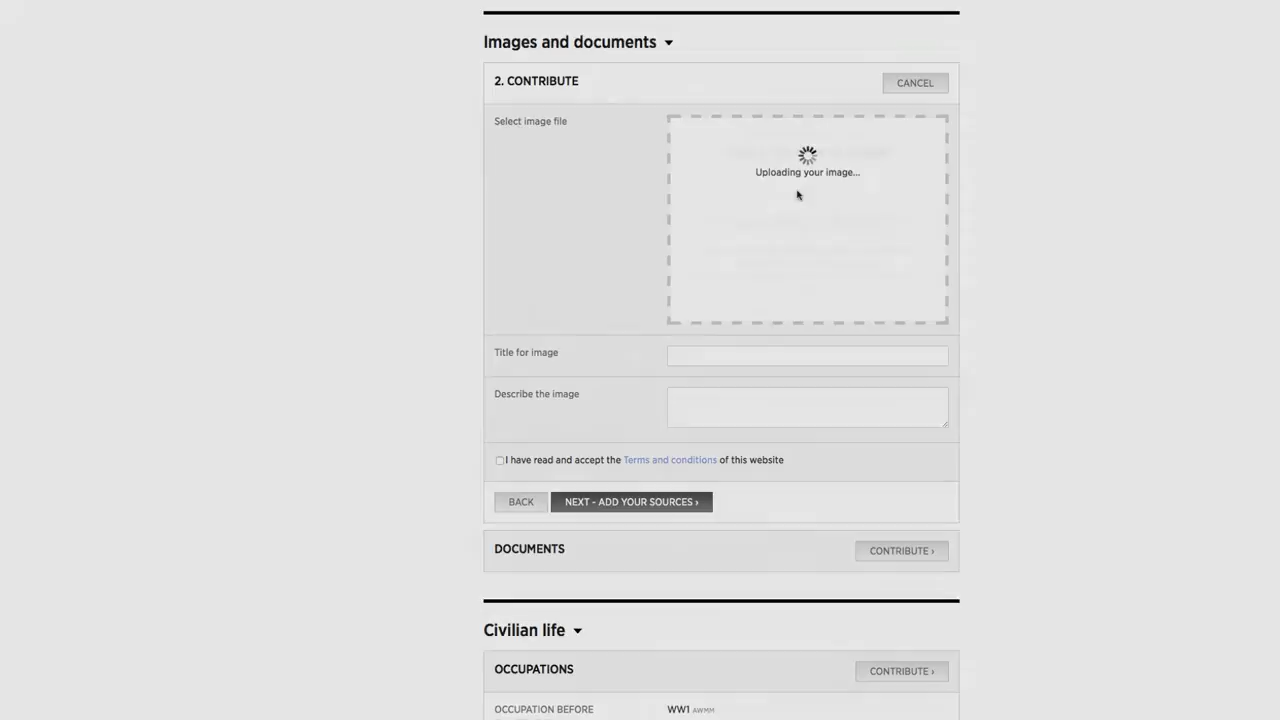 Images and documents
2. CONTRIBUTE
CANCEL
Select image file
Uploading your image...
Title for image
Describe the image
I have read and accept the Terms and conditions of this website
BACK
NEXT - ADD YOUR SOURCES ›
DOCUMENTS
CONTRIBUTE ›
Civilian life
OCCUPATIONS
CONTRIBUTE ›
OCCUPATION BEFORE
WW1 AWMM